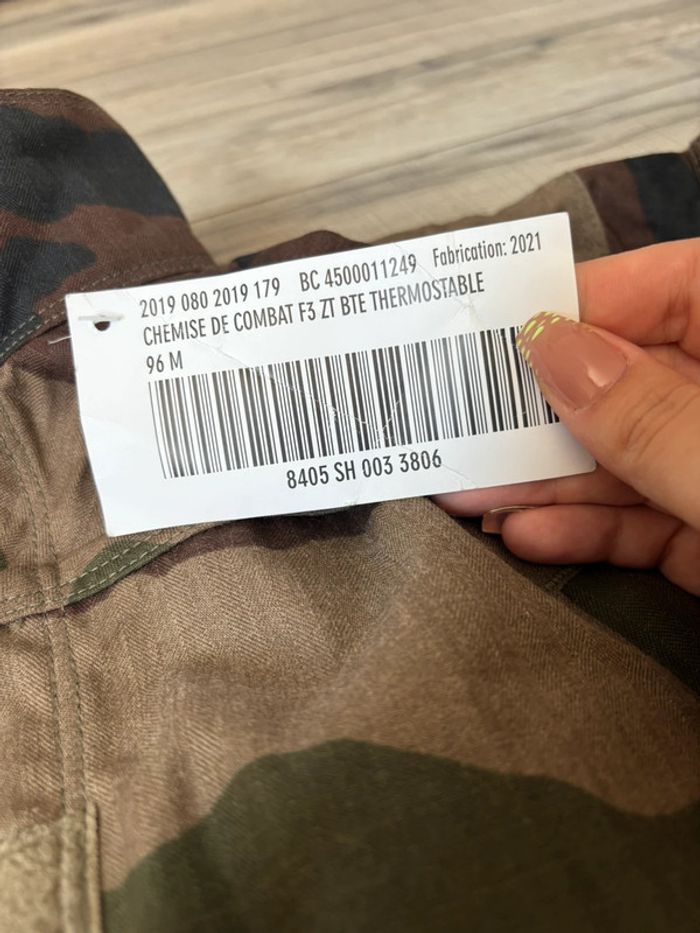 2019 080 2019 179 BC 4500011249 Fabrication: 2021
CHEMISE DE COMBAT F3 ZT BTE THERMOSTABLE
96 M
8405 SH 003 3806